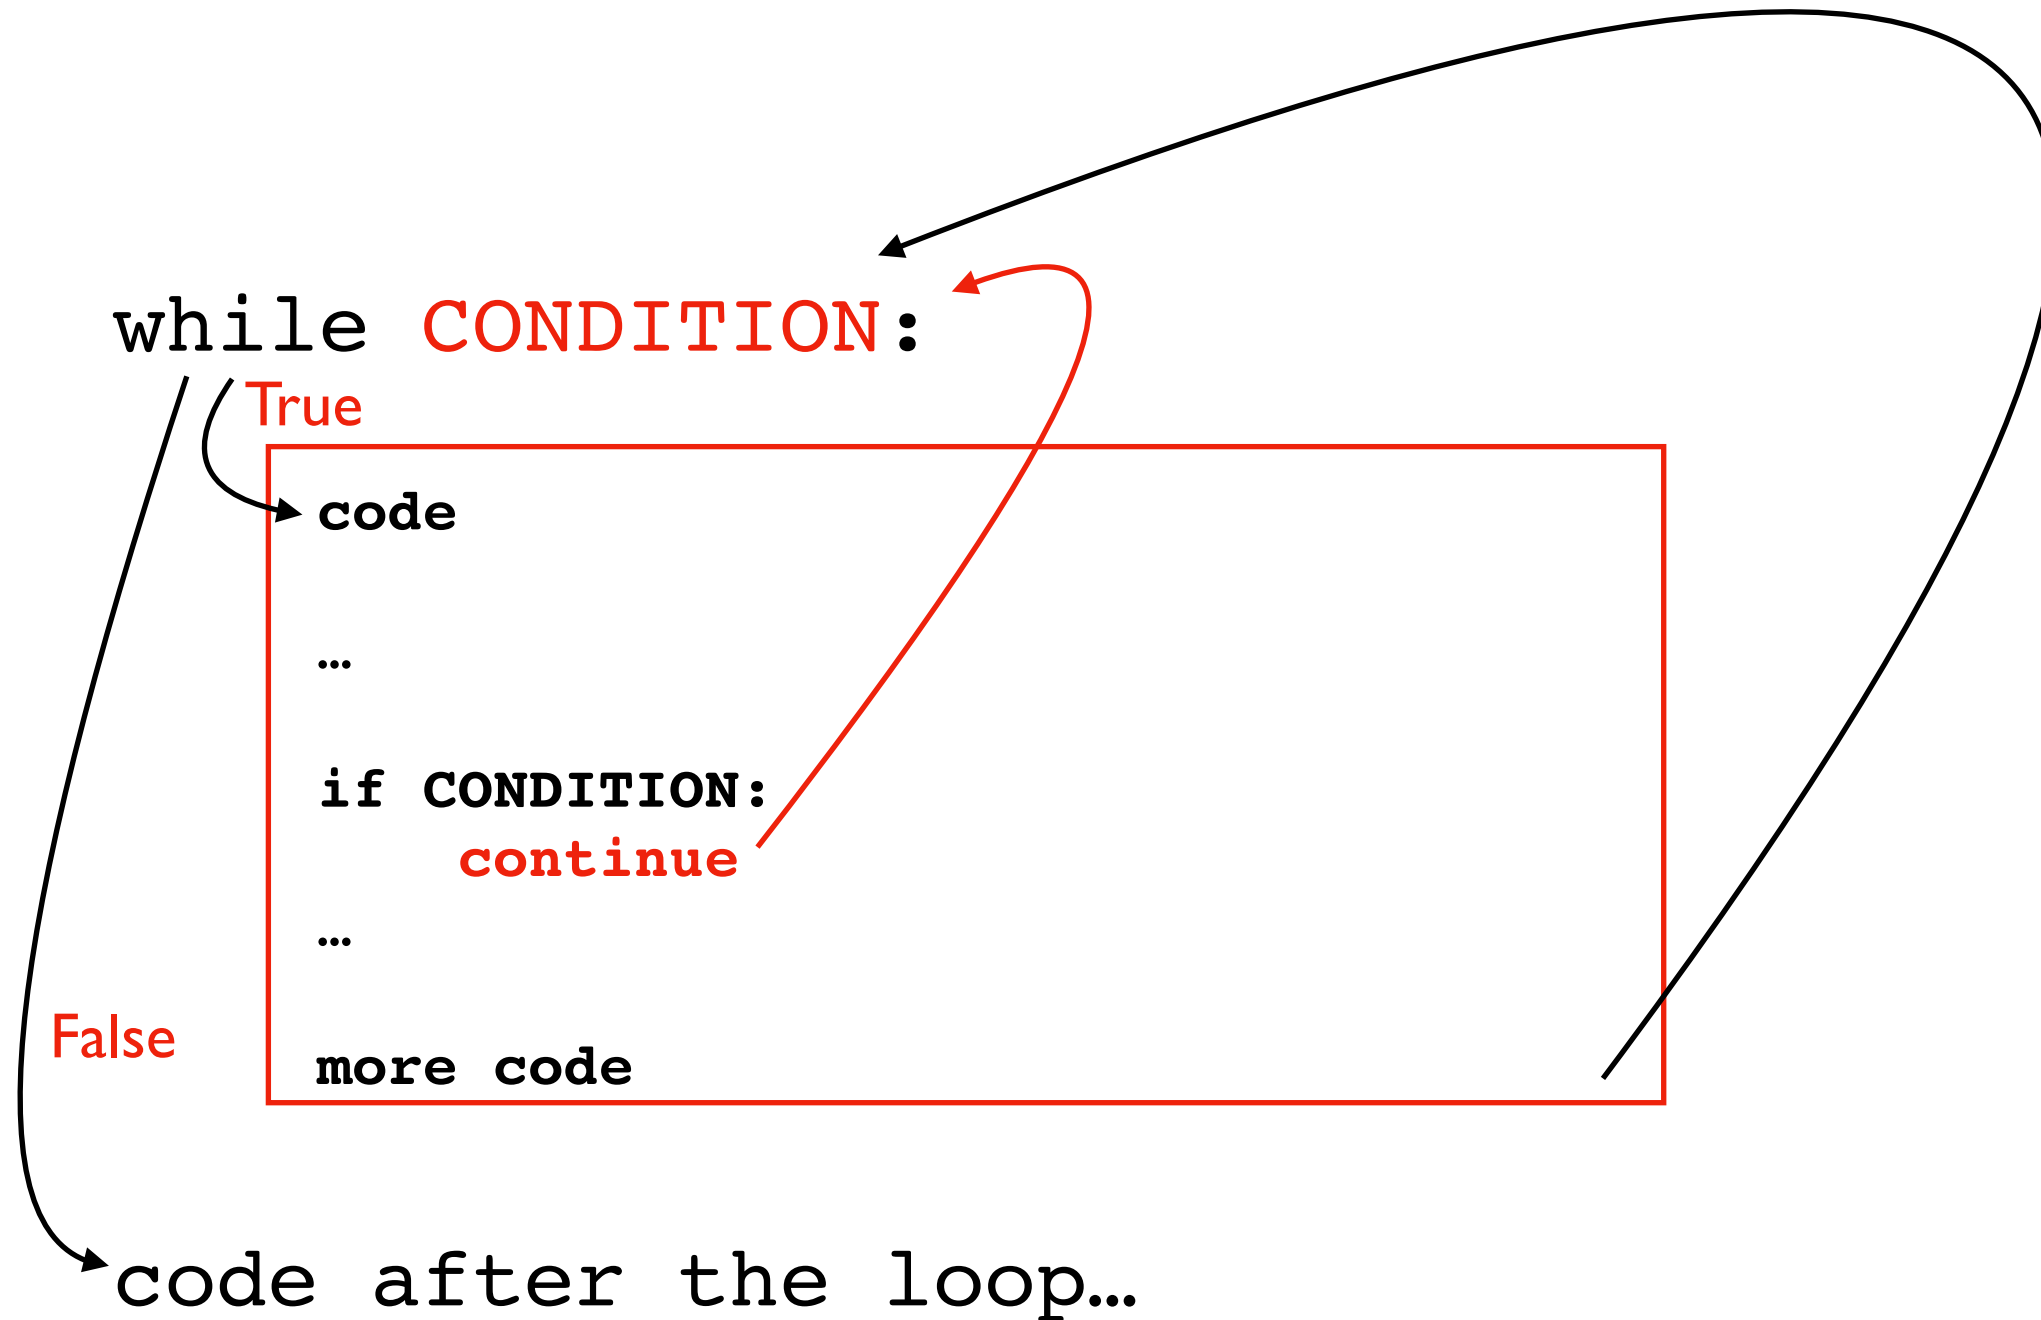 while CONDITION:
True
code
…
if CONDITION:
continue
…
False
more code
code after the loop…